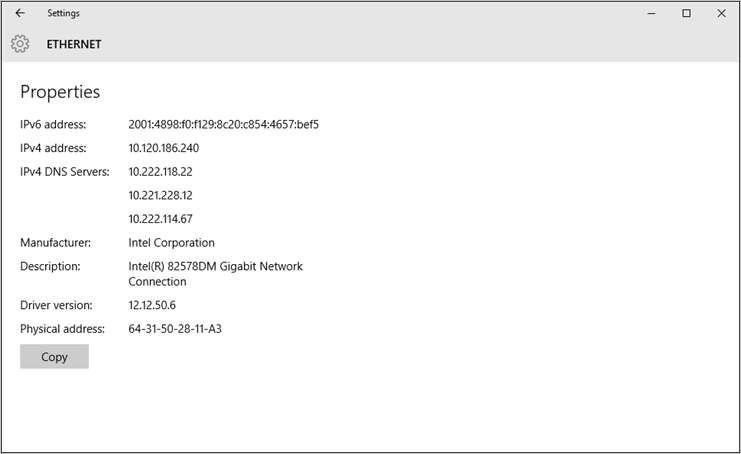 Settings
ETHERNET
Properties
IPv6 address: 2001:4898:f0:f129:8c20:c854:4657:bef5
IPv4 address: 10.120.186.240
IPv4 DNS Servers: 10.222.118.22
10.221.228.12
10.222.114.67
Manufacturer: Intel Corporation
Description: Intel(R) 82578DM Gigabit Network
Connection
Driver version: 12.12.50.6
Physical address: 64-31-50-28-11-A3
Copy